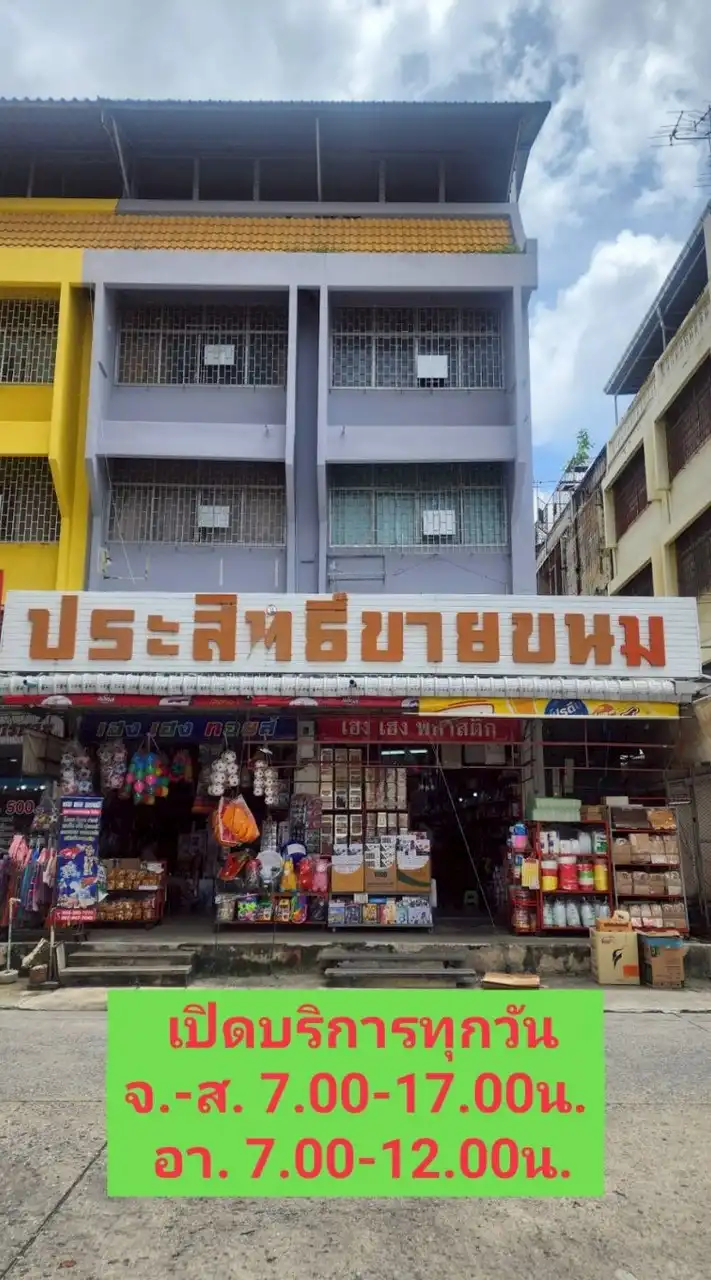 ประสิทธิ์ขายขนม
เฮง เฮง ทอยส์
เฮง เฮง พลาสติก
500
เปิดบริการทุกวัน
จ.-ส. 7.00-17.00น.
อา. 7.00-12.00น.